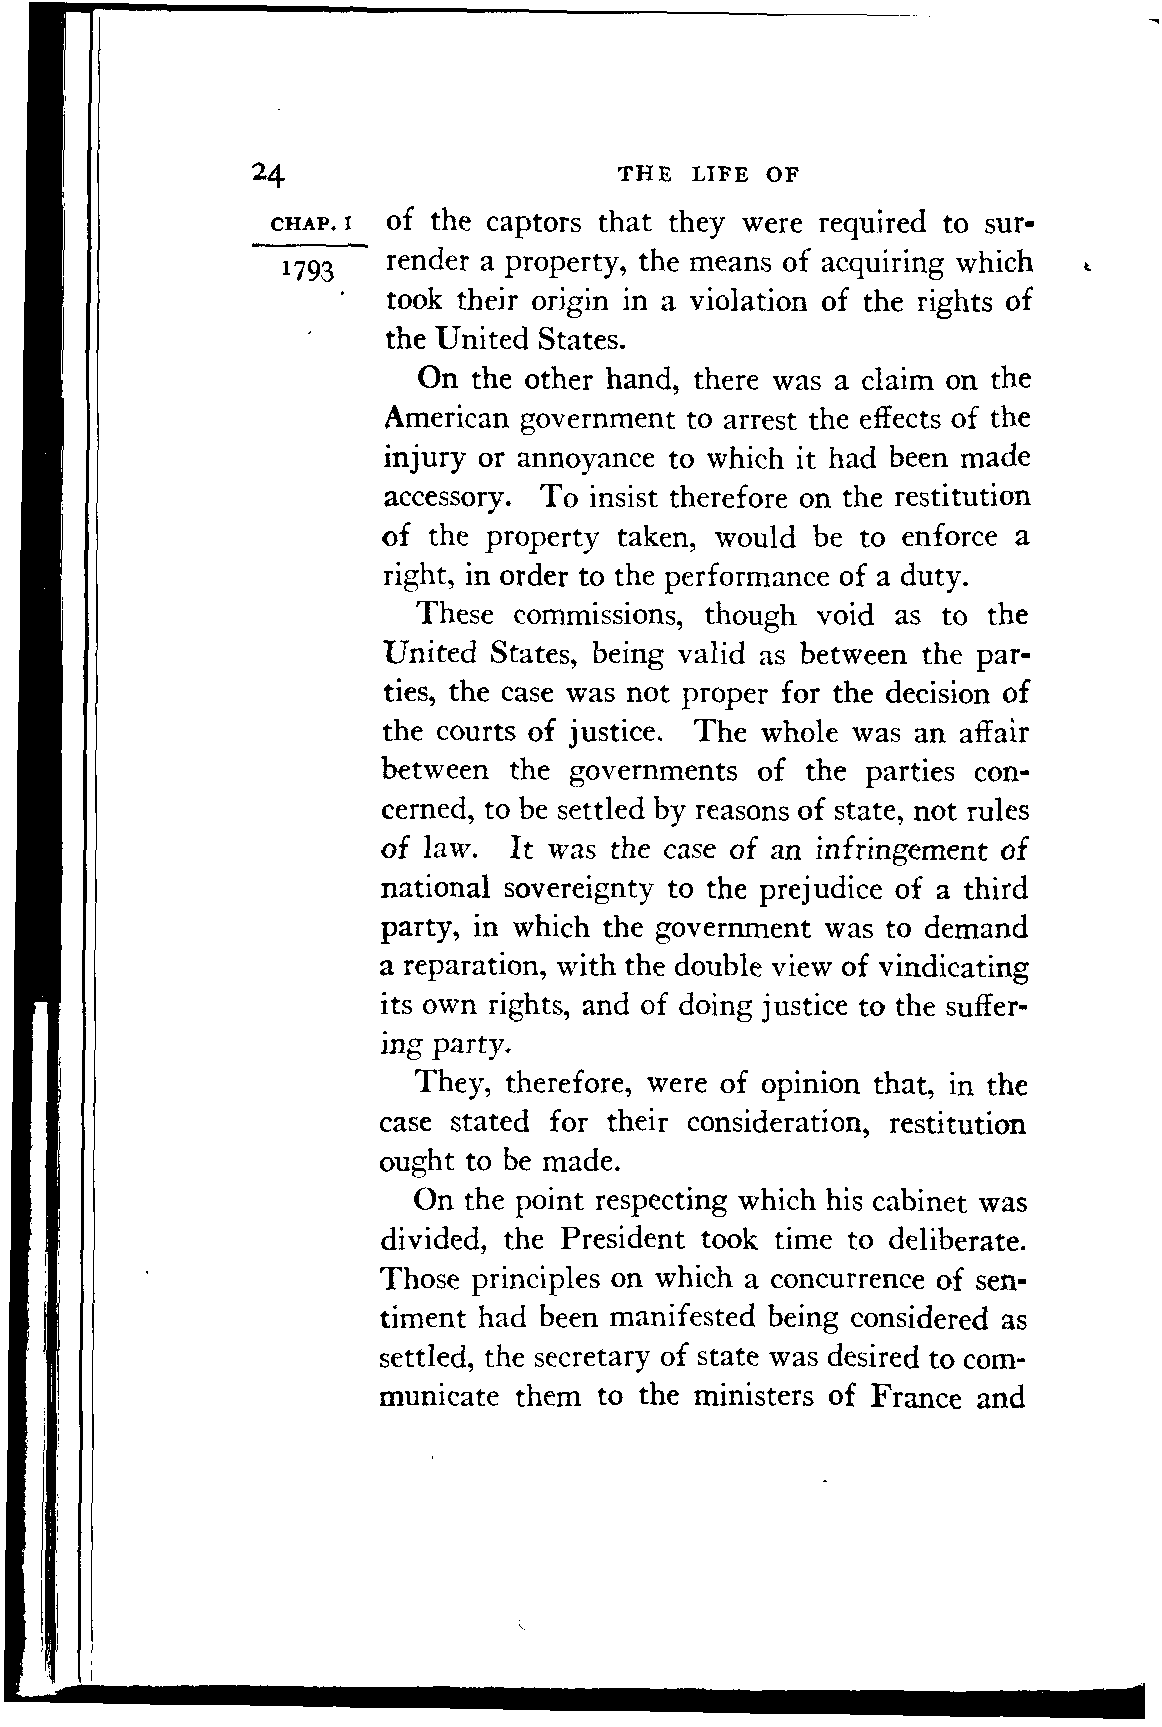 24 THE LIFE OF
CHAP. I of the captors that they were required to sur-
1793 render a property, the means of acquiring which
took their origin in a violation of the rights of
the United States.
On the other hand, there was a claim on the
American government to arrest the effects of the
injury or annoyance to which it had been made
accessory. To insist therefore on the restitution
of the property taken, would be to enforce a
right, in order to the performance of a duty.
These commissions, though void as to the
United States, being valid as between the par-
ties, the case was not proper for the decision of
the courts of justice. The whole was an affair
between the governments of the parties con-
cerned, to be settled by reasons of state, not rules
of law. It was the case of an infringement of
national sovereignty to the prejudice of a third
party, in which the government was to demand
a reparation, with the double view of vindicating
its own rights, and of doing justice to the suffer-
ing party.
They, therefore, were of opinion that, in the
case stated for their consideration, restitution
ought to be made.
On the point respecting which his cabinet was
divided, the President took time to deliberate.
Those principles on which a concurrence of sen-
timent had been manifested being considered as
settled, the secretary of state was desired to com-
municate them to the ministers of France and